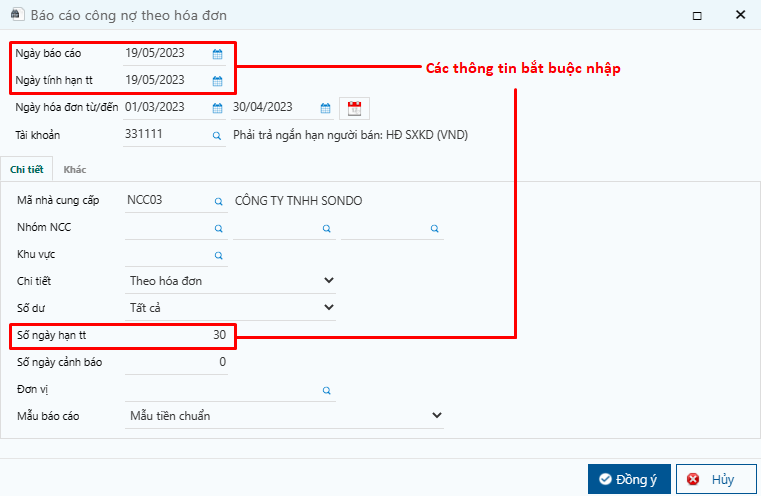 Báo cáo công nợ theo hóa đơn
Ngày báo cáo 19/05/2023
Các thông tin bắt buộc nhập
Ngày tính hạn tt 19/05/2023
Ngày hóa đơn từ/đến 01/03/2023 30/04/2023
Tài khoản 331111 Phải trả ngắn hạn người bán: HĐ SXKD (VND)
Chi tiết Khác
Mã nhà cung cấp NCC03 CÔNG TY TNHH SONDO
Nhóm NCC
Khu vực
Chi tiết Theo hóa đơn
Số dư Tất cả
Số ngày hạn tt 30
Số ngày cảnh báo 0
Đơn vị
Mẫu báo cáo Mẫu tiền chuẩn
Đồng ý Hủy